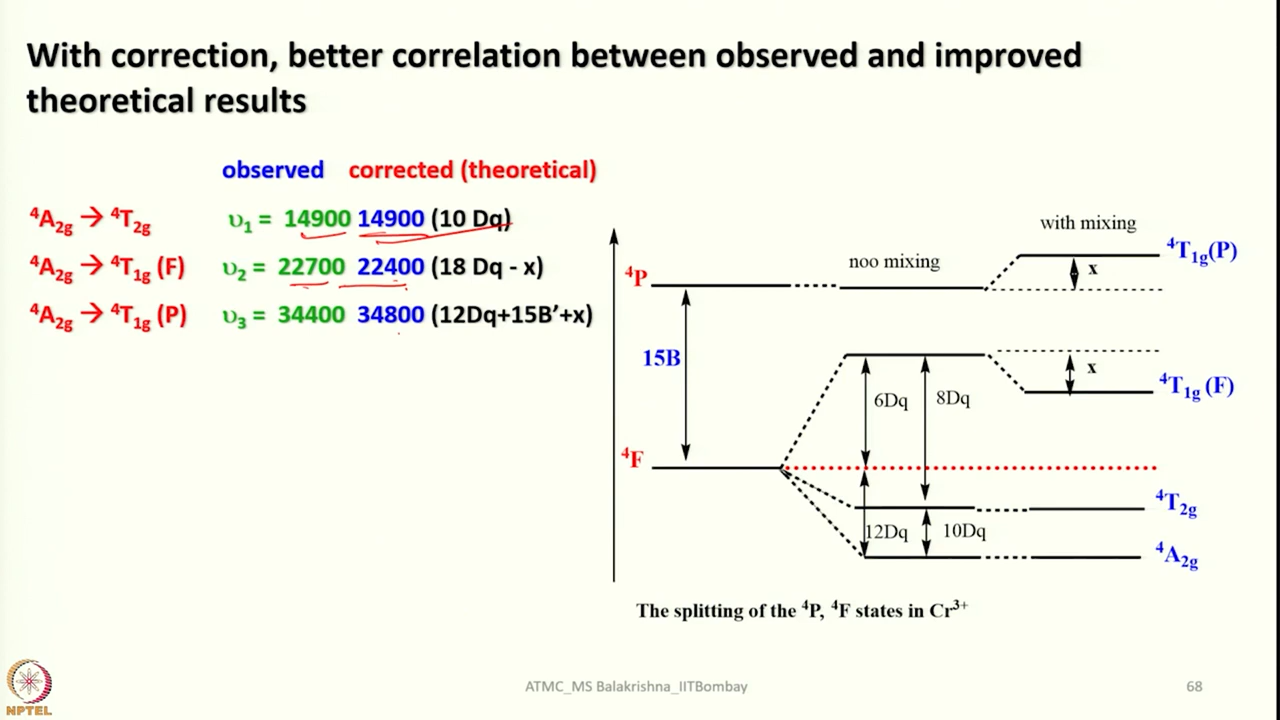 With correction, better correlation between observed and improved
theoretical results
observed corrected (theoretical)
⁴A₂g → ⁴T₂g υ₁ = 14900 14900 (10 Dq)
⁴A₂g → ⁴T₁g (F) υ₂ = 22700 22400 (18 Dq - x)
⁴A₂g → ⁴T₁g (P) υ₃ = 34400 34800 (12Dq+15B'+x)
with mixing
noo mixing
⁴T₁g(P)
⁴P
x
15B
x
⁴T₁g (F)
6Dq
8Dq
⁴F
⁴T₂g
12Dq
10Dq
⁴A₂g
The splitting of the ⁴P, ⁴F states in Cr³⁺
NPTEL
ATMC_MS Balakrishna_IITBombay
68